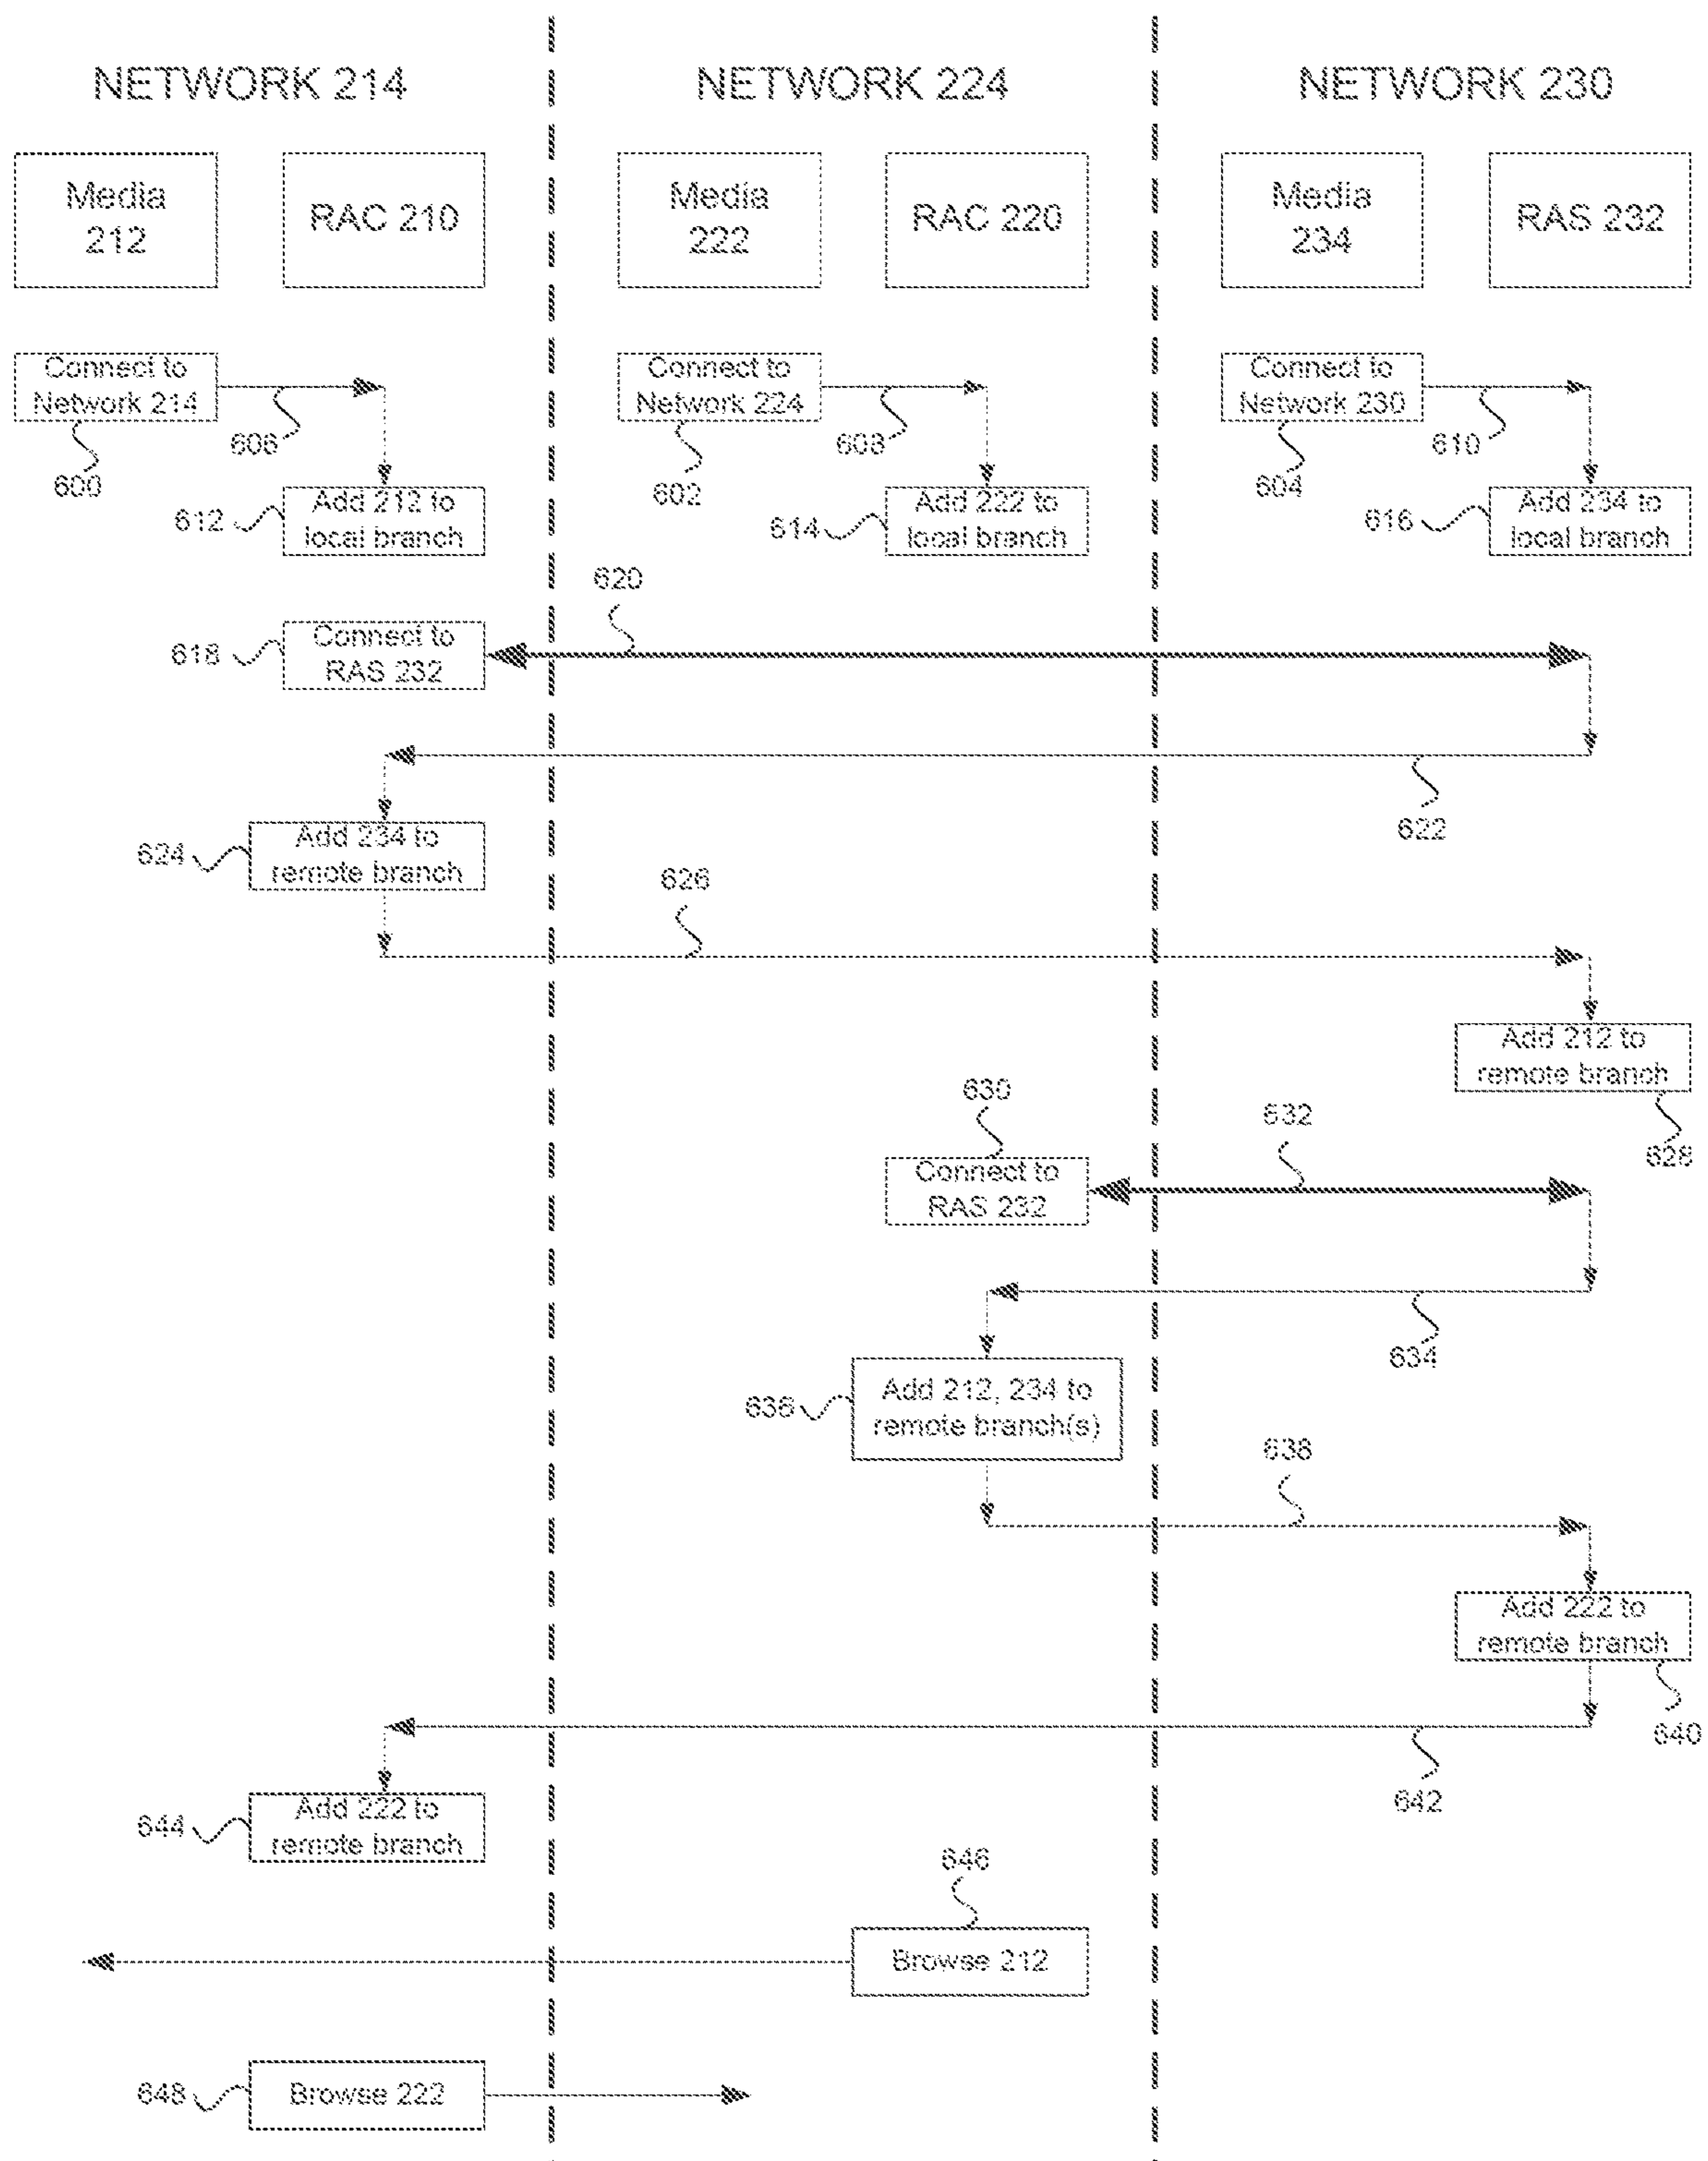 NETWORK 214
NETWORK 224
NETWORK 230
Media
212
RAC 210
Media
222
RAC 220
Media
234
RAS 232
Connect to
Network 214
606
600
Connect to
Network 224
608
602
Connect to
Network 230
610
604
612
Add 212 to
local branch
614
Add 222 to
local branch
616
Add 234 to
local branch
620
618
Connect to
RAS 232
622
624
Add 234 to
remote branch
626
Add 212 to
remote branch
628
630
632
Connect to
RAS 232
634
636
Add 212, 234 to
remote branch(s)
638
Add 222 to
remote branch
640
642
644
Add 222 to
remote branch
646
Browse 212
648
Browse 222